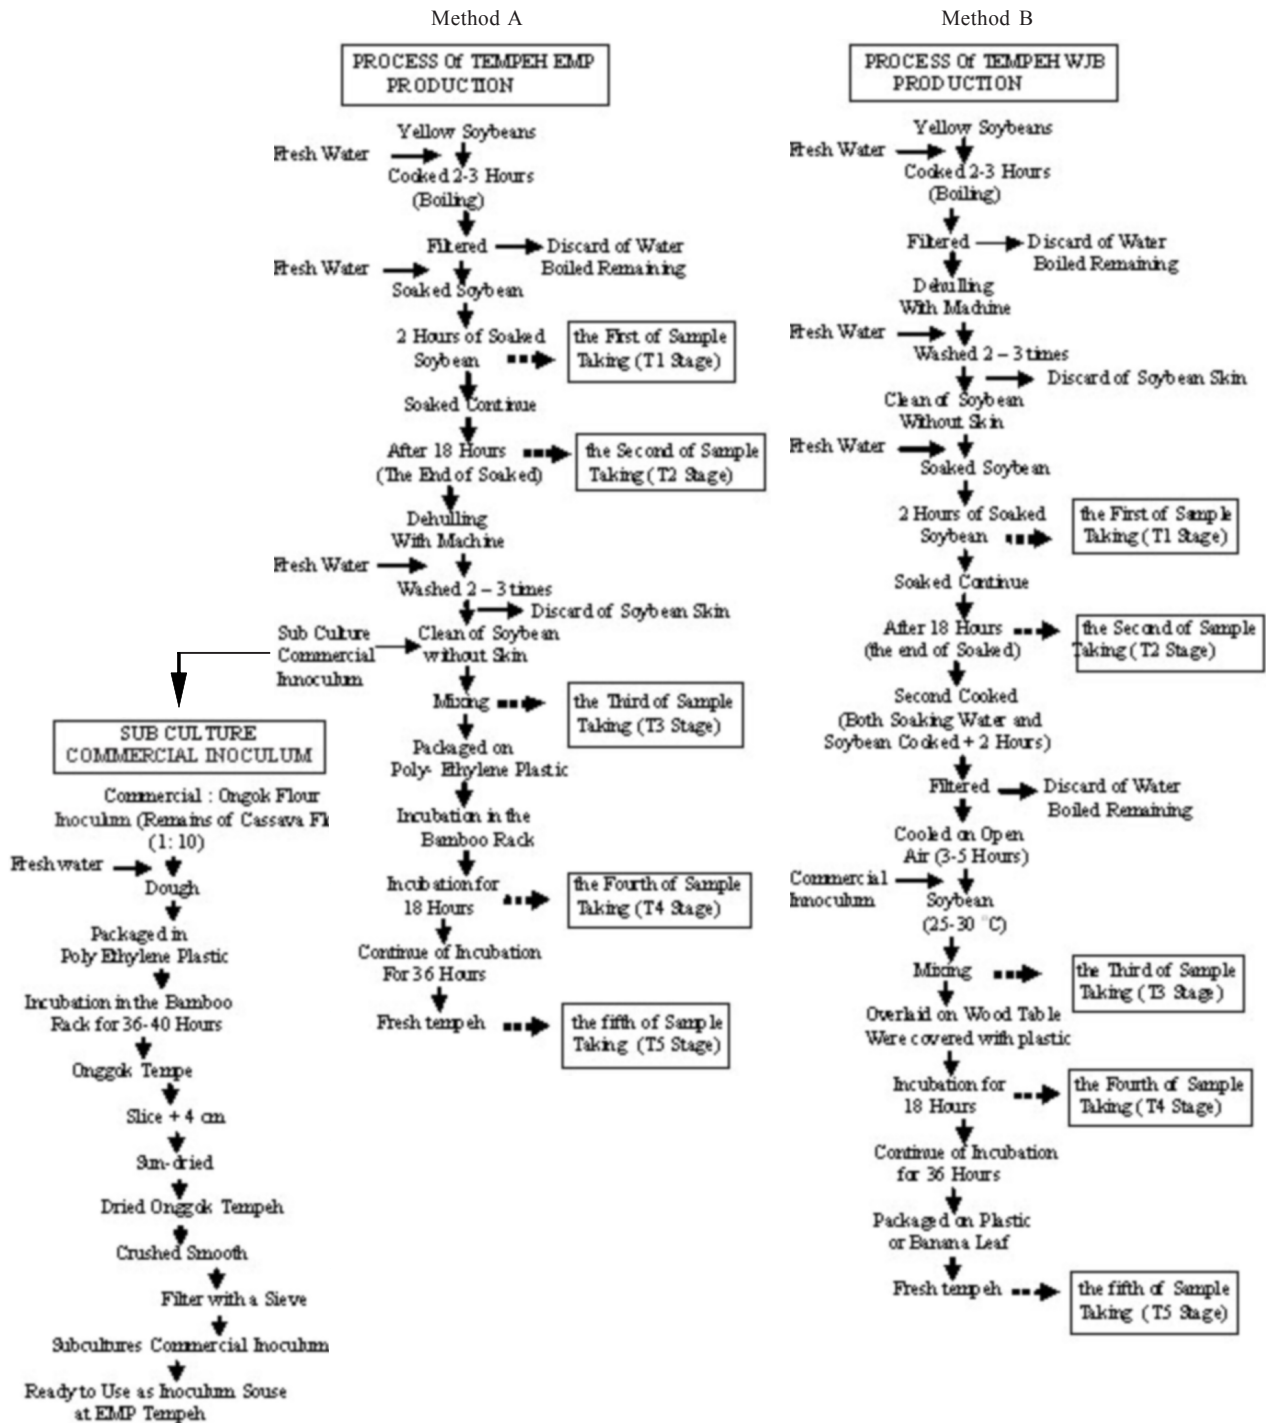 Method A
PROCESS Of TEMPEH EMP
PRODUCTION
Yellow Soybeans
Fresh Water
Cooked 2-3 Hours
(Boiling)
Filtered
Discard of Water
Boiled Remaining
Fresh Water
Soaked Soybean
2 Hours of Soaked
Soybean
the First of Sample
Taking (T1 Stage)
Soaked Continue
After 18 Hours
(The End of Soaked)
the Second of Sample
Taking (T2 Stage)
Dehulling
With Machine
Fresh Water
Washed 2 – 3 times
Discard of Soybean Skin
Sub Culture
Commercial
Innoculum
Clean of Soybean
without Skin
Mixing
the Third of Sample
Taking (T3 Stage)
Packaged on
Poly- Ethylene Plastic
Incubation in the
Bamboo Rack
Incubation for
18 Hours
the Fourth of Sample
Taking (T4 Stage)
Continue of Incubation
For 36 Hours
Fresh tempeh
the fifth of Sample
Taking (T5 Stage)
SUB CULTURE
COMMERCIAL INOCULUM
Commercial : Ongok Flour
Inoculum (Remains of Cassava Fl
(1: 10)
Fresh water
Dough
Packaged in
Poly Ethylene Plastic
Incubation in the Bamboo
Rack for 36-40 Hours
Onggok Tempe
Slice + 4 cm
Sun-dried
Dried Onggok Tempeh
Crushed Smooth
Filter with a Sieve
Subcultures Commercial Inoculum
Ready to Use as Inoculum Souse
at EMP Tempeh
Method B
PROCESS Of TEMPEH WJB
PRODUCTION
Yellow Soybeans
Fresh Water
Cooked 2-3 Hours
(Boiling)
Filtered
Discard of Water
Boiled Remaining
Dehulling
With Machine
Fresh Water
Washed 2 – 3 times
Discard of Soybean Skin
Clean of Soybean
Without Skin
Fresh Water
Soaked Soybean
2 Hours of Soaked
Soybean
the First of Sample
Taking (T1 Stage)
Soaked Continue
After 18 Hours
(the end of Soaked)
the Second of Sample
Taking (T2 Stage)
Second Cooked
(Both Soaking Water and
Soybean Cooked + 2 Hours)
Filtered
Discard of Water
Boiled Remaining
Cooled on Open
Air (3-5 Hours)
Commercial
Innoculum
Soybean
(25-30 °C)
Mixing
the Third of Sample
Taking (T3 Stage)
Overlaid on Wood Table
Were covered with plastic
Incubation for
18 Hours
the Fourth of Sample
Taking (T4 Stage)
Continue of Incubation
for 36 Hours
Packaged on Plastic
or Banana Leaf
Fresh tempeh
the fifth of Sample
Taking (T5 Stage)